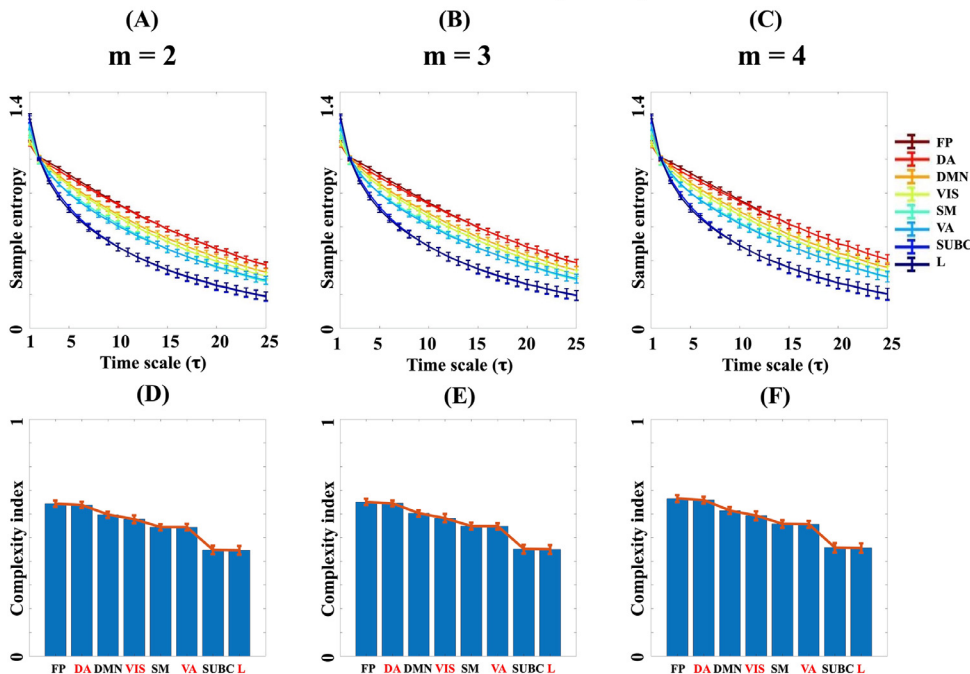 (A)
(B)
(C)
m = 2
m = 3
m = 4
Sample entropy
0
1.4
1 5 10 15 20 25
Time scale (τ)
Sample entropy
0
1.4
1 5 10 15 20 25
Time scale (τ)
Sample entropy
0
1.4
1 5 10 15 20 25
Time scale (τ)
FP
DA
DMN
VIS
SM
VA
SUBC
L
(D)
(E)
(F)
Complexity index
0
1
FP DA DMN VIS SM VA SUBC L
Complexity index
0
1
FP DA DMN VIS SM VA SUBC L
Complexity index
0
1
FP DA DMN VIS SM VA SUBC L